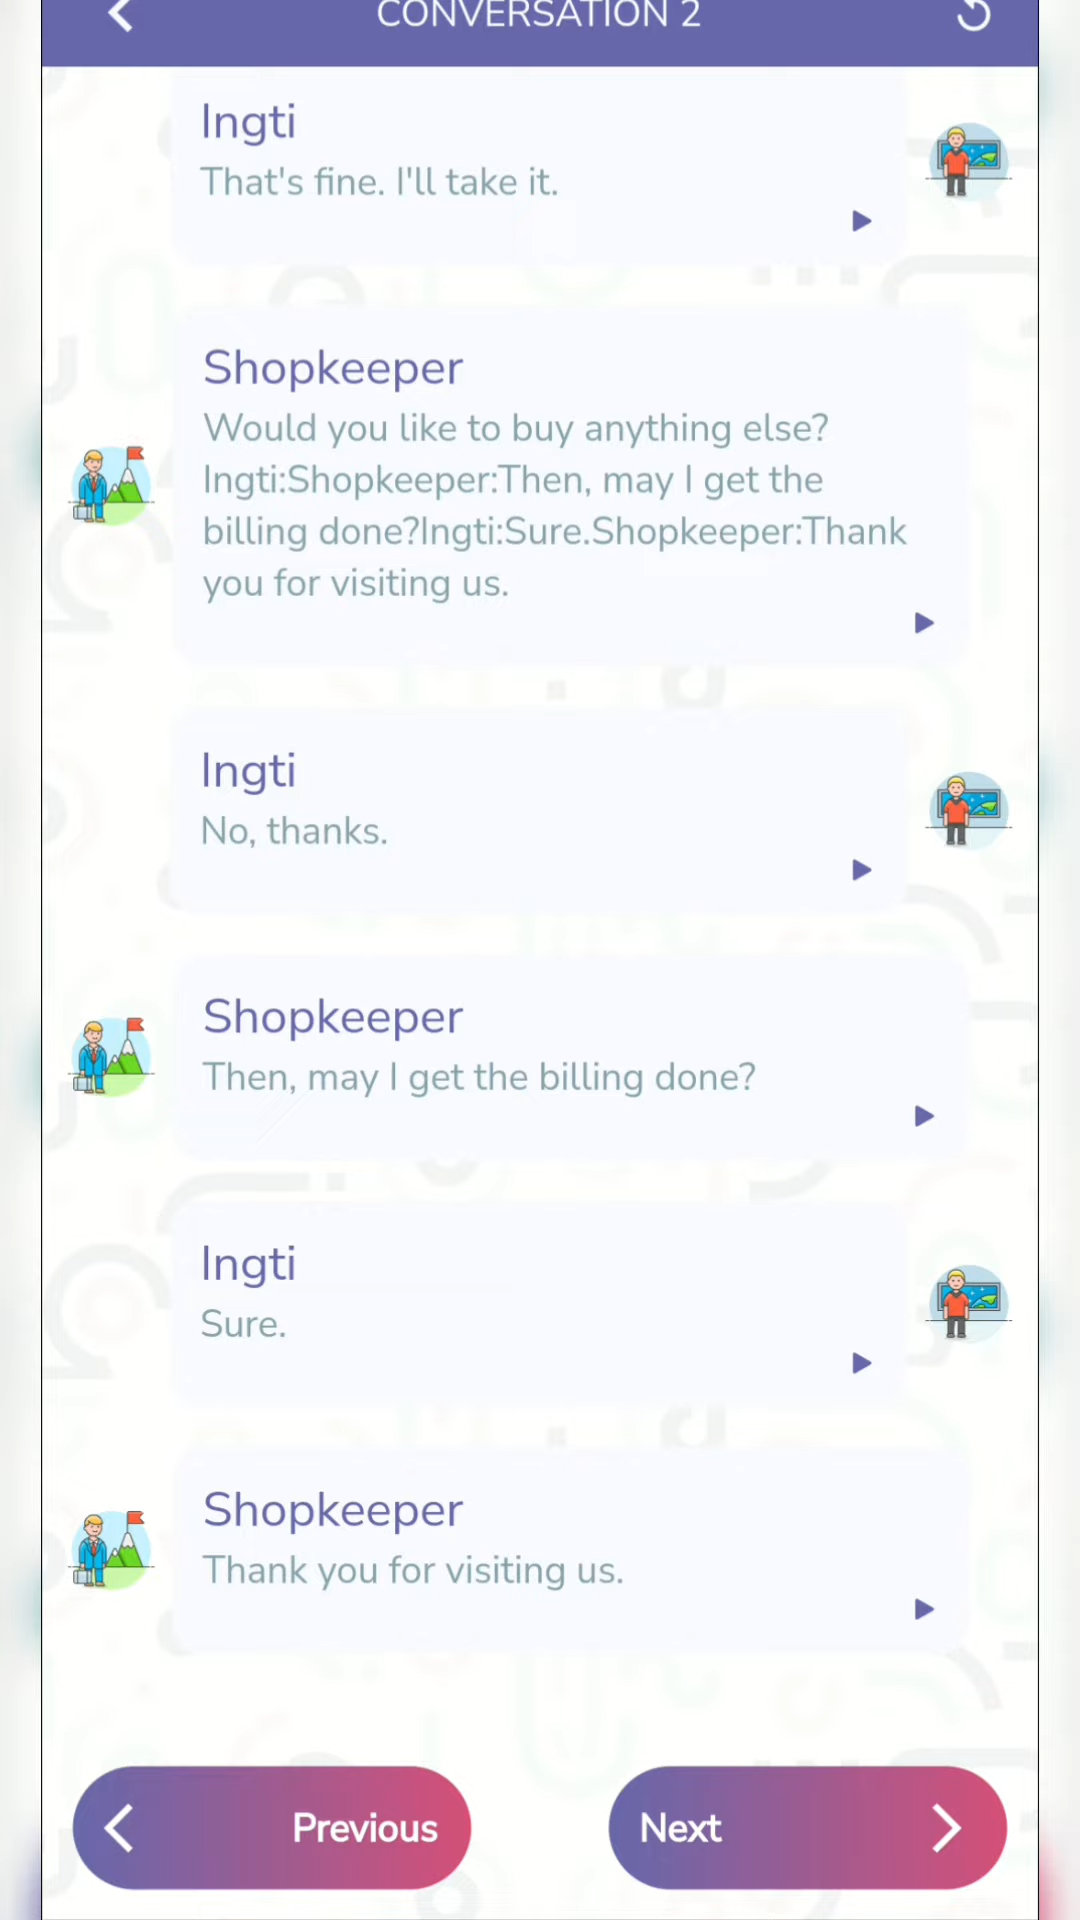 CONVERSATION 2
Ingti
That's fine. I'll take it.
Shopkeeper
Would you like to buy anything else?
Ingti:Shopkeeper:Then, may I get the
billing done?Ingti:Sure.Shopkeeper:Thank
you for visiting us.
Ingti
No, thanks.
Shopkeeper
Then, may I get the billing done?
Ingti
Sure.
Shopkeeper
Thank you for visiting us.
Previous
Next